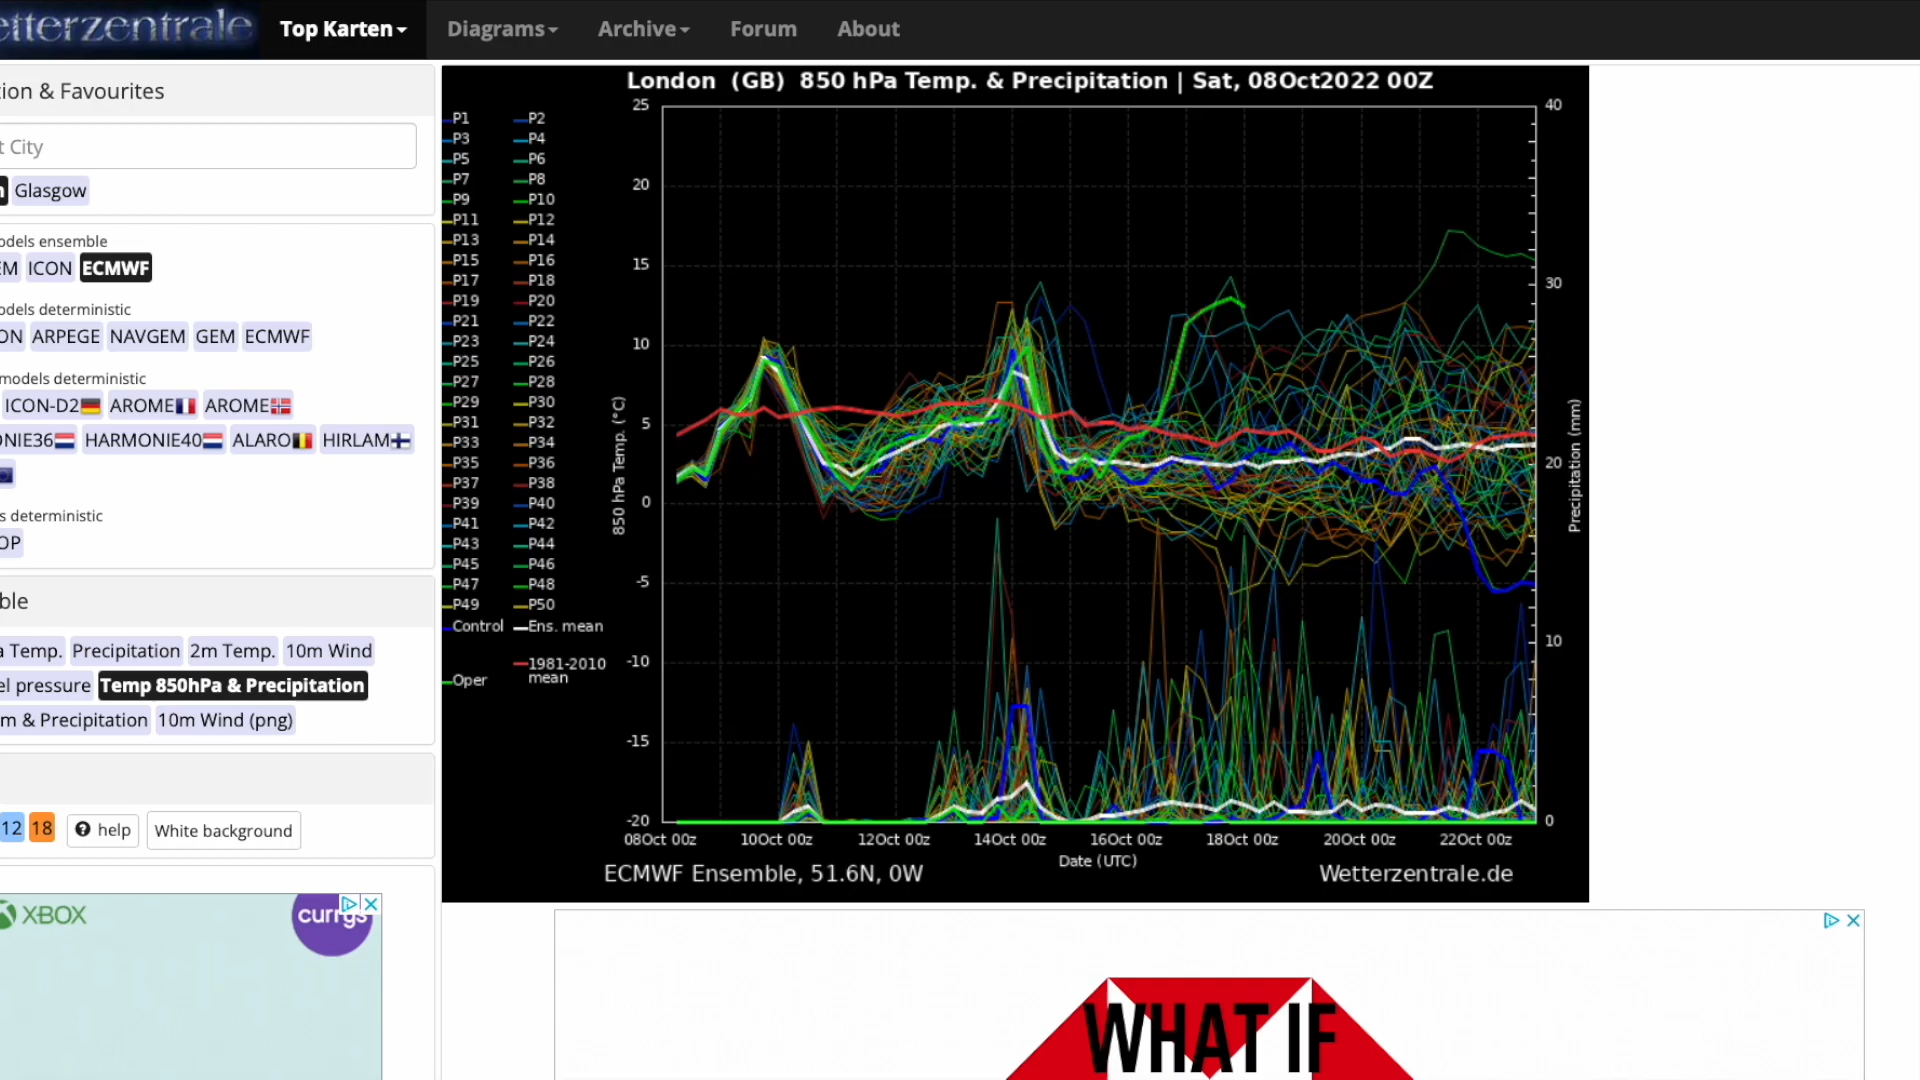 etterzentrale Top Karten Diagrams Archive Forum About
ion & Favourites
t City
Glasgow
odels ensemble
EM ICON ECMWF
odels deterministic
ON ARPEGE NAVGEM GEM ECMWF
models deterministic
ICON-D2 AROME AROME
ONIE36 HARMONIE40 ALARO HIRLAM
s deterministic
OP
ble
a Temp. Precipitation 2m Temp. 10m Wind
el pressure Temp 850hPa & Precipitation
m & Precipitation 10m Wind (png)
12 18 help White background
XBOX currys
London (GB) 850 hPa Temp. & Precipitation | Sat, 08Oct2022 00Z
P1 P2
P3 P4
P5 P6
P7 P8
P9 P10
P11 P12
P13 P14
P15 P16
P17 P18
P19 P20
P21 P22
P23 P24
P25 P26
P27 P28
P29 P30
P31 P32
P33 P34
P35 P36
P37 P38
P39 P40
P41 P42
P43 P44
P45 P46
P47 P48
P49 P50
Control Ens. mean
1981-2010
mean
Oper
850 hPa Temp. (°C)
25
20
15
10
5
0
-5
-10
-15
-20
40
30
20
10
0
Precipitation (mm)
08Oct 00z 10Oct 00z 12Oct 00z 14Oct 00z 16Oct 00z 18Oct 00z 20Oct 00z 22Oct 00z
Date (UTC)
ECMWF Ensemble, 51.6N, 0W Wetterzentrale.de
WHAT IF